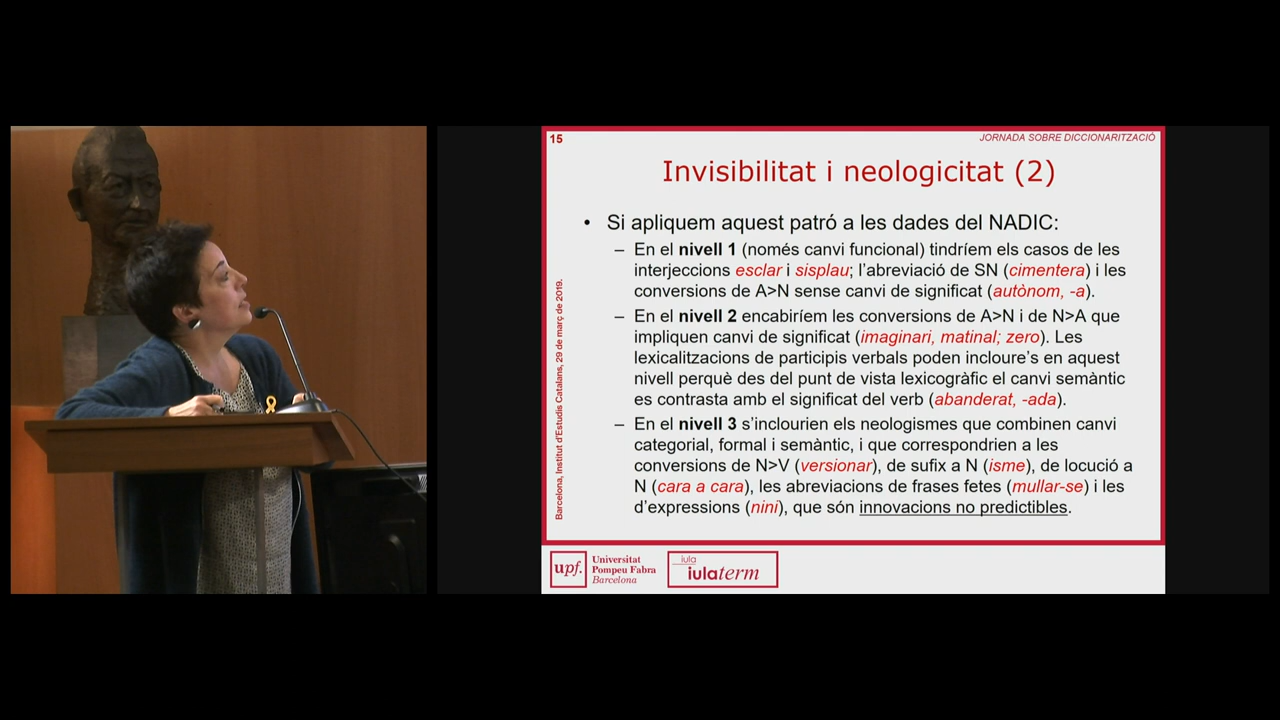 15
JORNADA SOBRE DICCIONARITZACIÓ
Invisibilitat i neologicitat (2)
• Si apliquem aquest patró a les dades del NADIC:
– En el nivell 1 (només canvi funcional) tindríem els casos de les
interjeccions esclar i sisplau; l'abreviació de SN (cimentera) i les
conversions de A>N sense canvi de significat (autònom, -a).
– En el nivell 2 encabiríem les conversions de A>N i de N>A que
impliquen canvi de significat (imaginari, matinal; zero). Les
lexicalitzacions de participis verbals poden incloure's en aquest
nivell perquè des del punt de vista lexicogràfic el canvi semàntic
es contrasta amb el significat del verb (abanderat, -ada).
– En el nivell 3 s'inclourien els neologismes que combinen canvi
categorial, formal i semàntic, i que correspondrien a les
conversions de N>V (versionar), de sufix a N (isme), de locució a
N (cara a cara), les abreviacions de frases fetes (mullar-se) i les
d'expressions (nini), que són innovacions no predictibles.
Barcelona, Institut d'Estudis Catalans, 29 de març de 2019.
upf.
Universitat
Pompeu Fabra
Barcelona
iula
iulaterm